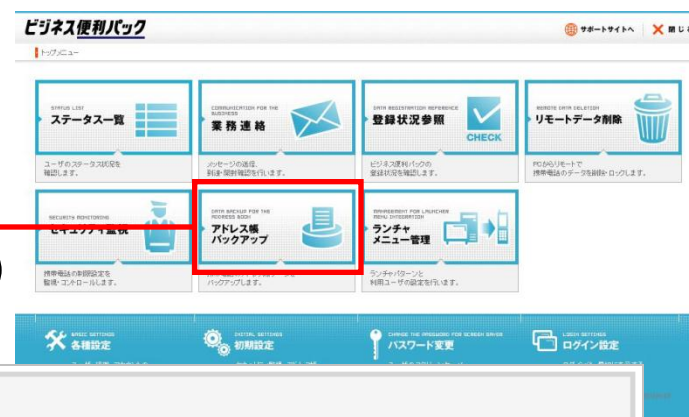 ビジネス便利パック
サポートサイトへ
閉じる
トップメニュー
STATUS LIST
ステータス一覧
ユーザのステータス状況を
確認します。
COMMUNICATION FOR THE
BUSINESS
業務連絡
メッセージの送信、
到達・開封確認を行います。
DATA REGISTRATION REFERENCE
登録状況参照
CHECK
ビジネス便利パックの
登録状況を確認します。
REMOTE DATA DELETION
リモートデータ削除
PCからリモートで
携帯電話のデータを削除・ロックします。
SECURITY MONITORING
セキュリティ監視
携帯電話の制限設定を
監視・コントロールします。
DATA BACKUP FOR THE
ADDRESS BOOK
アドレス帳
バックアップ
バックアップします。
MANAGEMENT FOR LAUNCHER
MENU INTEGRATION
ランチャ
メニュー管理
ランチャパターンと
利用ユーザの設定を行います。
)
BASIC SETTINGS
各種設定
DIGITAL SETTINGS
初期設定
CHANGE THE PASSWORD FOR SCREEN SAVER
パスワード変更
LOGIN SETTINGS
ログイン設定